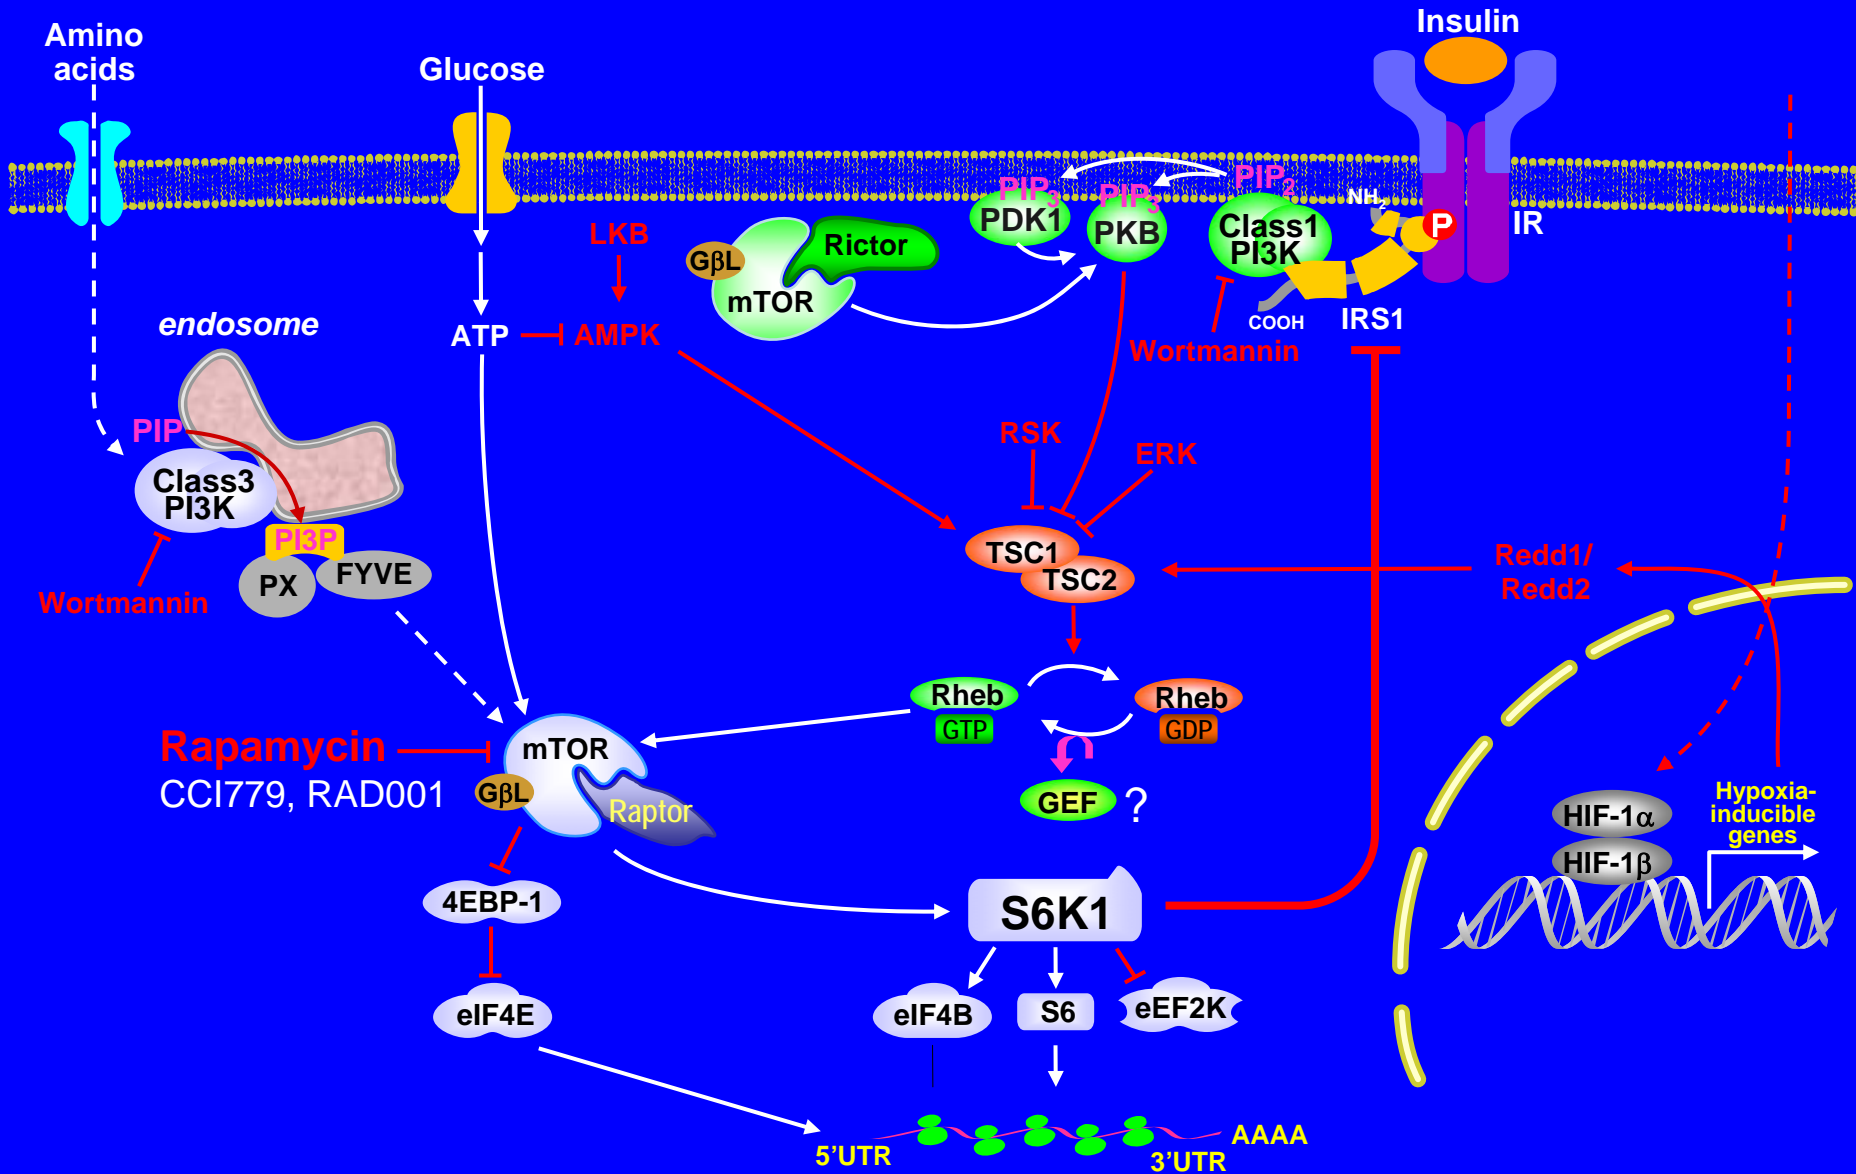 Amino
acids
Glucose
Insulin
PIP3
PDK1
PIP3
PKB
PIP2
Class1
PI3K
NH2
P
IR
COOH
IRS1
LKB
GβL
Rictor
mTOR
ATP
AMPK
Wortmannin
endosome
PIP
Class3
PI3K
PI3P
PX
FYVE
Wortmannin
RSK
ERK
TSC1
TSC2
Redd1/
Redd2
Rheb
GTP
Rheb
GDP
GEF
?
Rapamycin
CCI779, RAD001
mTOR
GβL
Raptor
Hypoxia-
inducible
genes
HIF-1α
HIF-1β
4EBP-1
S6K1
eIF4E
eIF4B
S6
eEF2K
5’UTR
AAAA
3’UTR